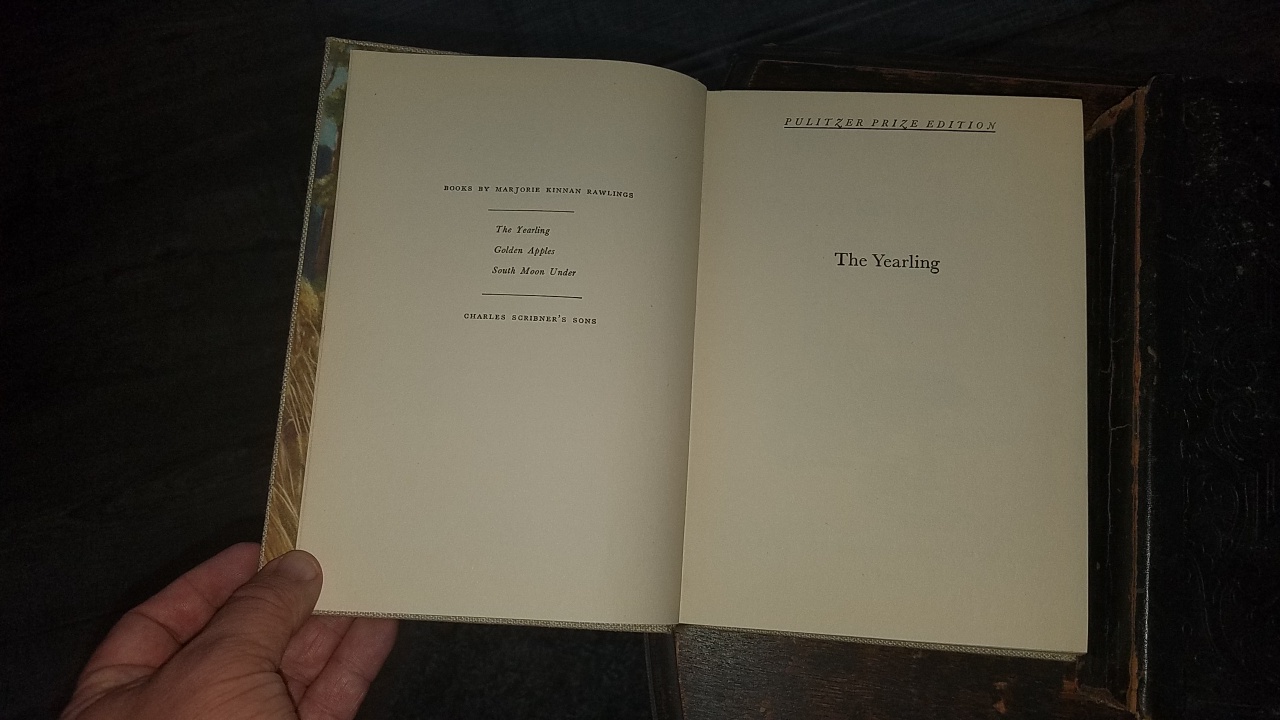 BOOKS BY MARJORIE KINNAN RAWLINGS
The Yearling
Golden Apples
South Moon Under
CHARLES SCRIBNER'S SONS
PULITZER PRIZE EDITION
The Yearling